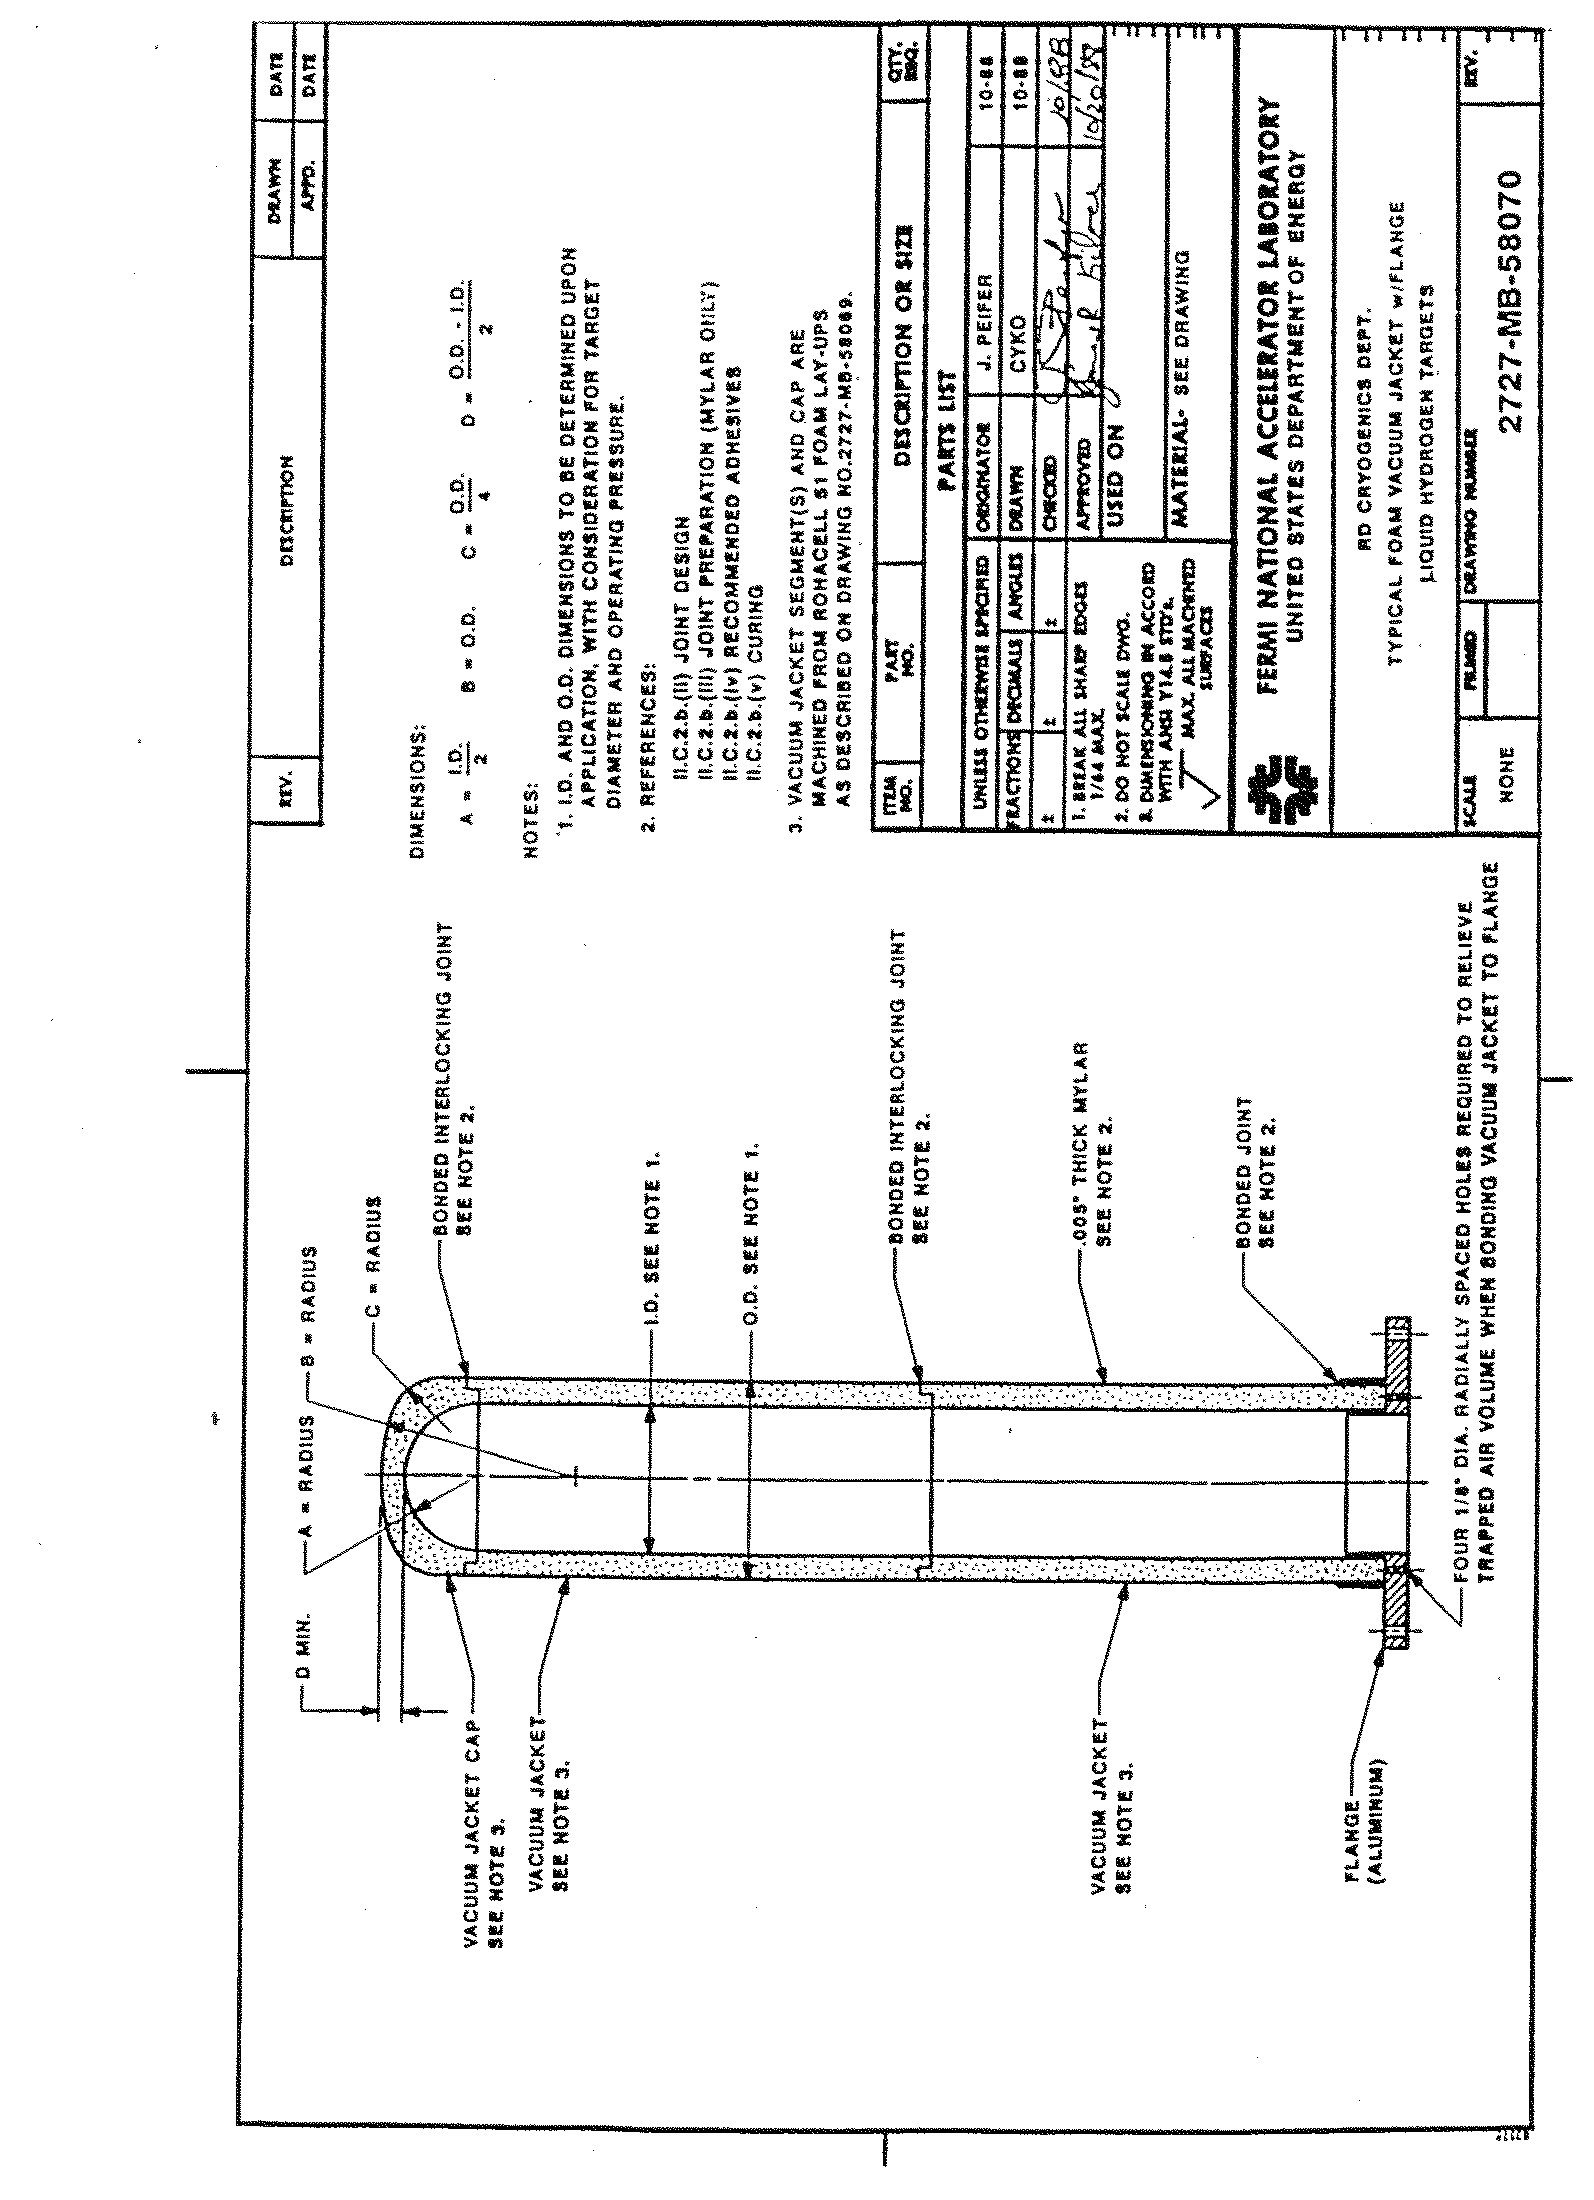 REV.
DESCRIPTION
DRAWN
DATE
APPD.
DATE
DIMENSIONS:
A = I.D./2 B = O.D. C = O.D./4 D = O.D. - I.D./2
NOTES:
1. I.D. AND O.D. DIMENSIONS TO BE DETERMINED UPON
APPLICATION, WITH CONSIDERATION FOR TARGET
DIAMETER AND OPERATING PRESSURE.
2. REFERENCES:
II.C.2.b.(ii) JOINT DESIGN
II.C.2.b.(iii) JOINT PREPARATION (MYLAR ONLY)
II.C.2.b.(iv) RECOMMENDED ADHESIVES
II.C.2.b.(v) CURING
3. VACUUM JACKET SEGMENT(S) AND CAP ARE
MACHINED FROM ROHACELL 51 FOAM LAY-UPS
AS DESCRIBED ON DRAWING NO.2727-MB-58069.
D MIN.
A = RADIUS
B = RADIUS
C = RADIUS
BONDED INTERLOCKING JOINT
SEE NOTE 2.
I.D. SEE NOTE 1.
O.D. SEE NOTE 1.
BONDED INTERLOCKING JOINT
SEE NOTE 2.
.005" THICK MYLAR
SEE NOTE 2.
BONDED JOINT
SEE NOTE 2.
VACUUM JACKET CAP
SEE NOTE 3.
VACUUM JACKET
SEE NOTE 3.
VACUUM JACKET
SEE NOTE 3.
FLANGE
(ALUMINUM)
FOUR 1/8" DIA. RADIALLY SPACED HOLES REQUIRED TO RELIEVE
TRAPPED AIR VOLUME WHEN BONDING VACUUM JACKET TO FLANGE
ITEM NO.
PART NO.
DESCRIPTION OR SIZE
QTY. REQ.
PARTS LIST
UNLESS OTHERWISE SPECIFIED
FRACTIONS DECIMALS ANGLES
± ± ±
1. BREAK ALL SHARP EDGES
1/64 MAX.
2. DO NOT SCALE DWG.
3. DIMENSIONING IN ACCORD
WITH ANSI Y14.5 STD's.
MAX. ALL MACHINED
SURFACES
ORIGINATOR J. PEIFER 10-88
DRAWN CYKO 10-88
CHECKED 10/88
APPROVED 10/20/88
USED ON
MATERIAL- SEE DRAWING
FERMI NATIONAL ACCELERATOR LABORATORY
UNITED STATES DEPARTMENT OF ENERGY
RD CRYOGENICS DEPT.
TYPICAL FOAM VACUUM JACKET w/FLANGE
LIQUID HYDROGEN TARGETS
SCALE
NONE
FILMED
DRAWING NUMBER
2727-MB-58070
REV.